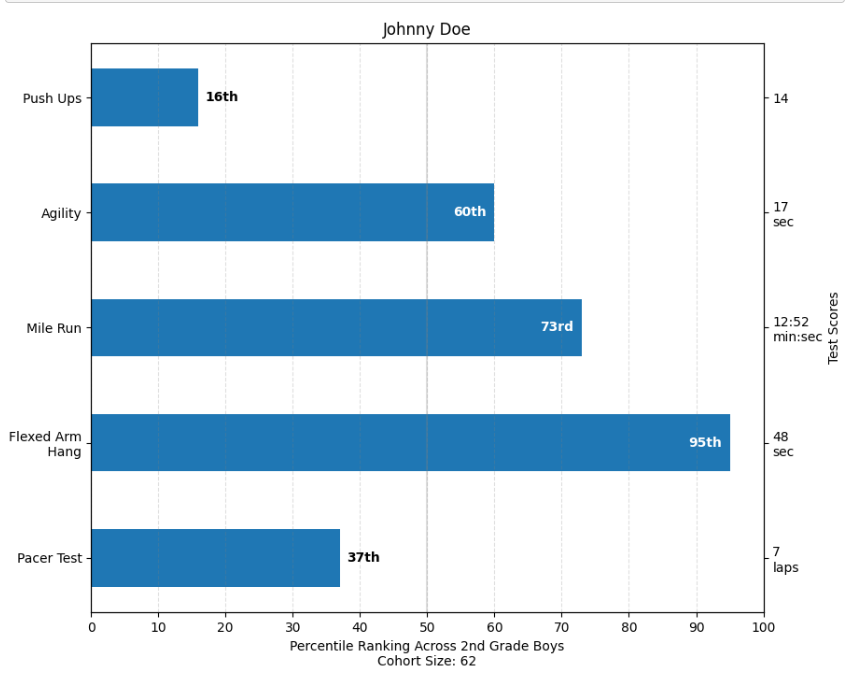 Johnny Doe
Push Ups
16th
14
Agility
60th
17
sec
Mile Run
73rd
12:52
min:sec
Test Scores
Flexed Arm
Hang
95th
48
sec
Pacer Test
37th
7
laps
0 10 20 30 40 50 60 70 80 90 100
Percentile Ranking Across 2nd Grade Boys
Cohort Size: 62